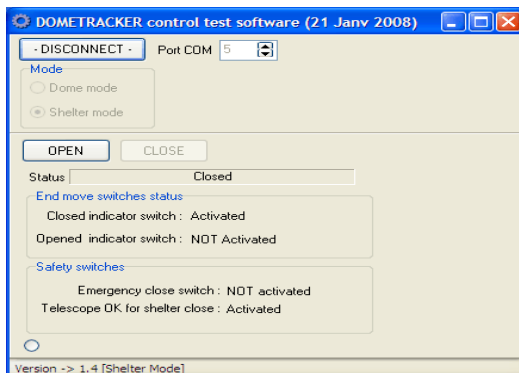 DOMETRACKER control test software (21 Janv 2008)
- DISCONNECT - Port COM 5
Mode
Dome mode
Shelter mode
OPEN CLOSE
Status Closed
End move switches status
Closed indicator switch : Activated
Opened indicator switch : NOT Activated
Safety switches
Emergency close switch : NOT activated
Telescope OK for shelter close : Activated
Version -> 1.4 [Shelter Mode]